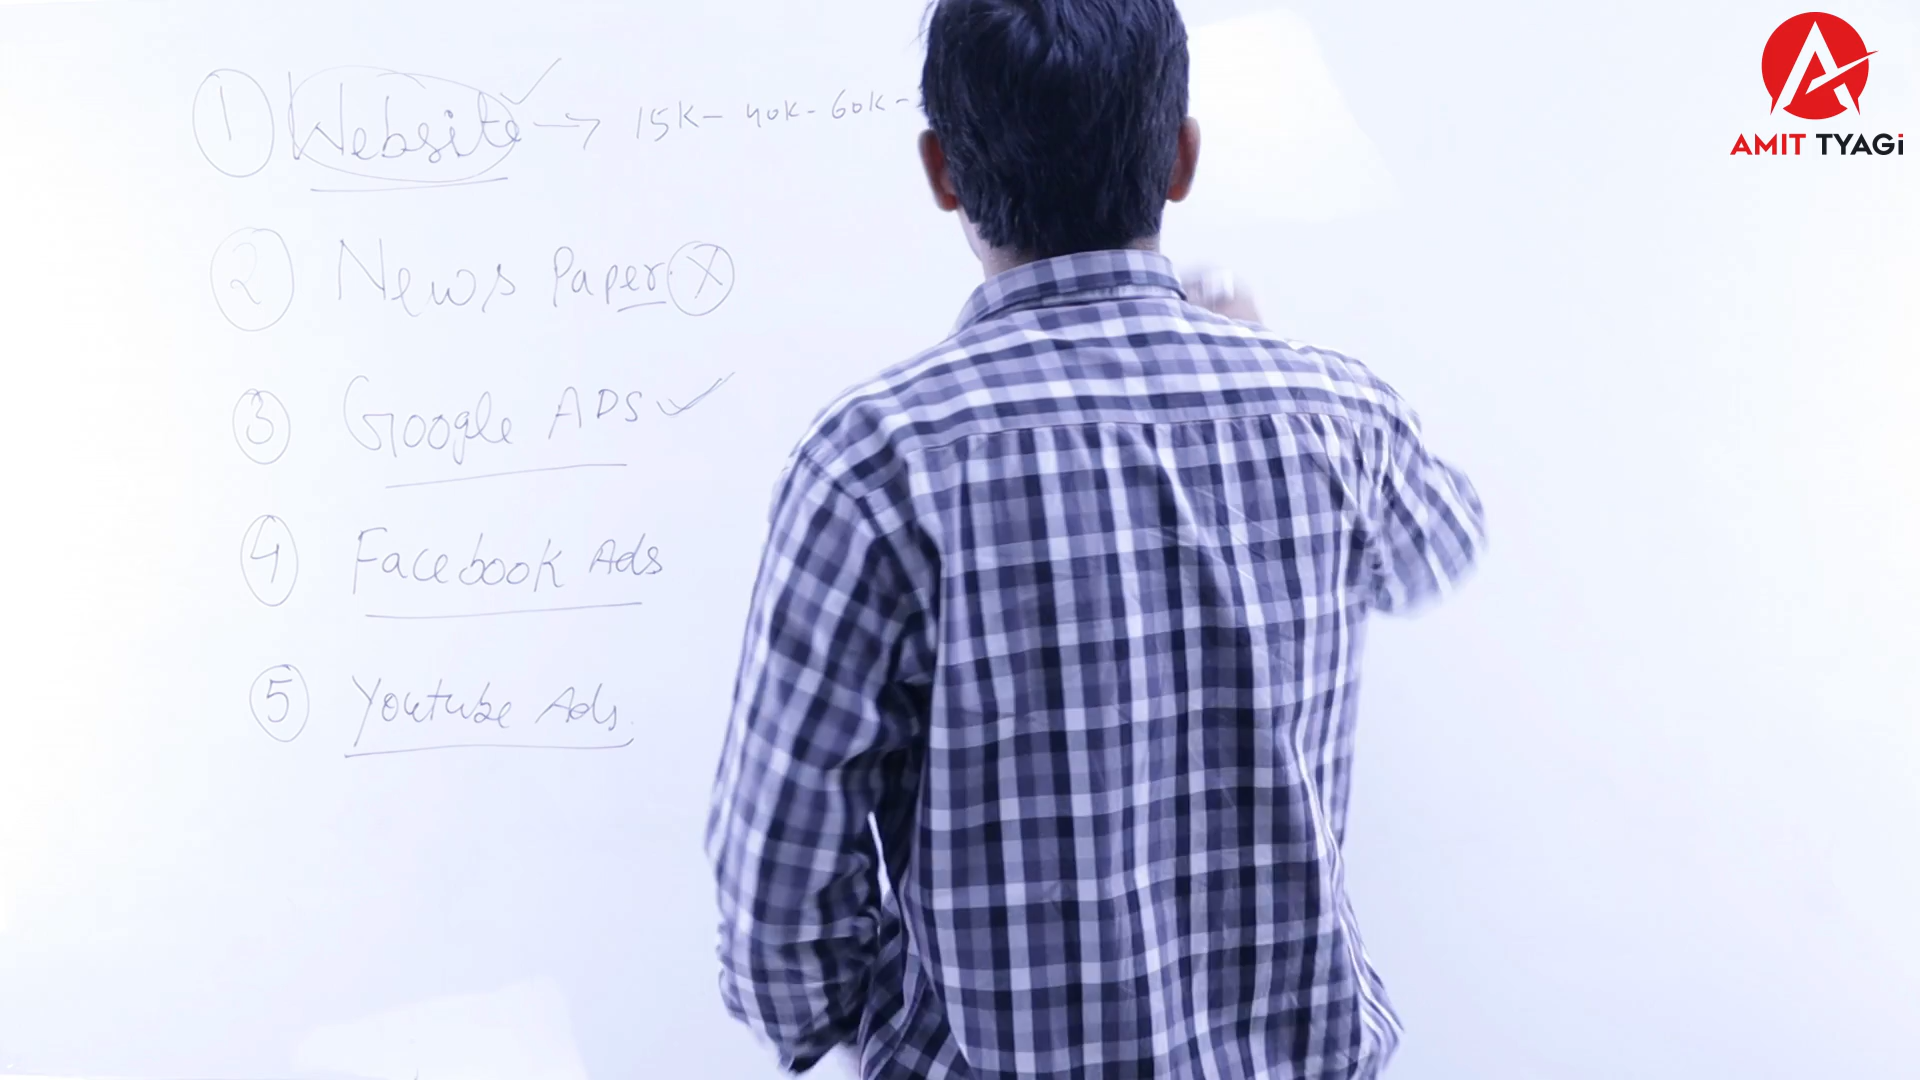 1 Website → 15K- 40K- 60K-
2 News Paper X
3 Google ADS
4 Facebook Ads
5 Youtube Ads.
AMIT TYAGi